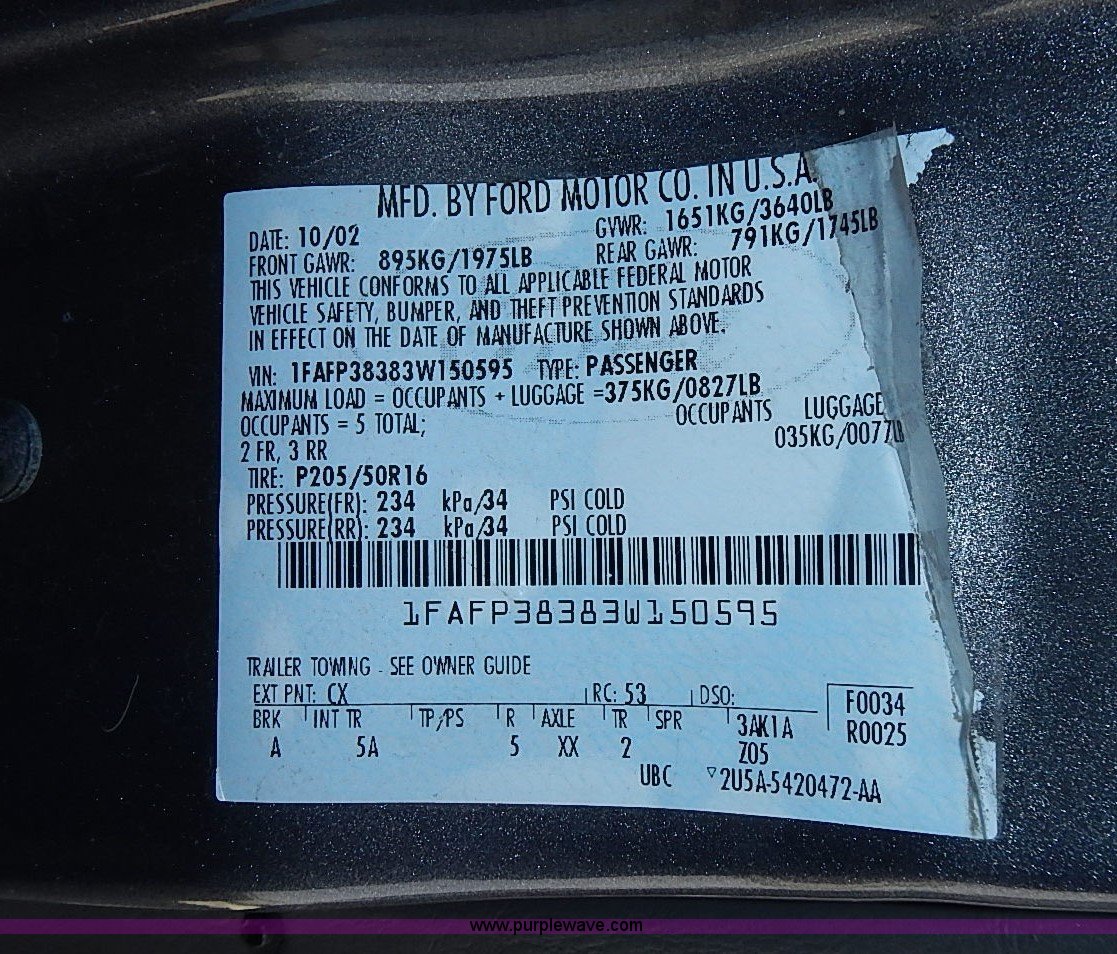 MFD. BY FORD MOTOR CO. IN U.S.A.
DATE: 10/02 GVWR: 1651KG/3640LB
FRONT GAWR: 895KG/1975LB REAR GAWR: 791KG/1745LB
THIS VEHICLE CONFORMS TO ALL APPLICABLE FEDERAL MOTOR
VEHICLE SAFETY, BUMPER, AND THEFT PREVENTION STANDARDS
IN EFFECT ON THE DATE OF MANUFACTURE SHOWN ABOVE.
VIN: 1FAFP38383W150595 TYPE: PASSENGER
MAXIMUM LOAD = OCCUPANTS + LUGGAGE =375KG/0827LB
OCCUPANTS = 5 TOTAL; OCCUPANTS LUGGAGE
2 FR, 3 RR 035KG/0077LB
TIRE: P205/50R16
PRESSURE(FR): 234 kPa/34 PSI COLD
PRESSURE(RR): 234 kPa/34 PSI COLD
1FAFP38383W150595
TRAILER TOWING - SEE OWNER GUIDE
EXT PNT: CX RC: 53 DSO: F0034
BRK INT TR TP/PS R AXLE TR SPR 3AK1A R0025
A 5A 5 XX 2 Z05
UBC ▽2U5A-5420472-AA
www.purplewave.com